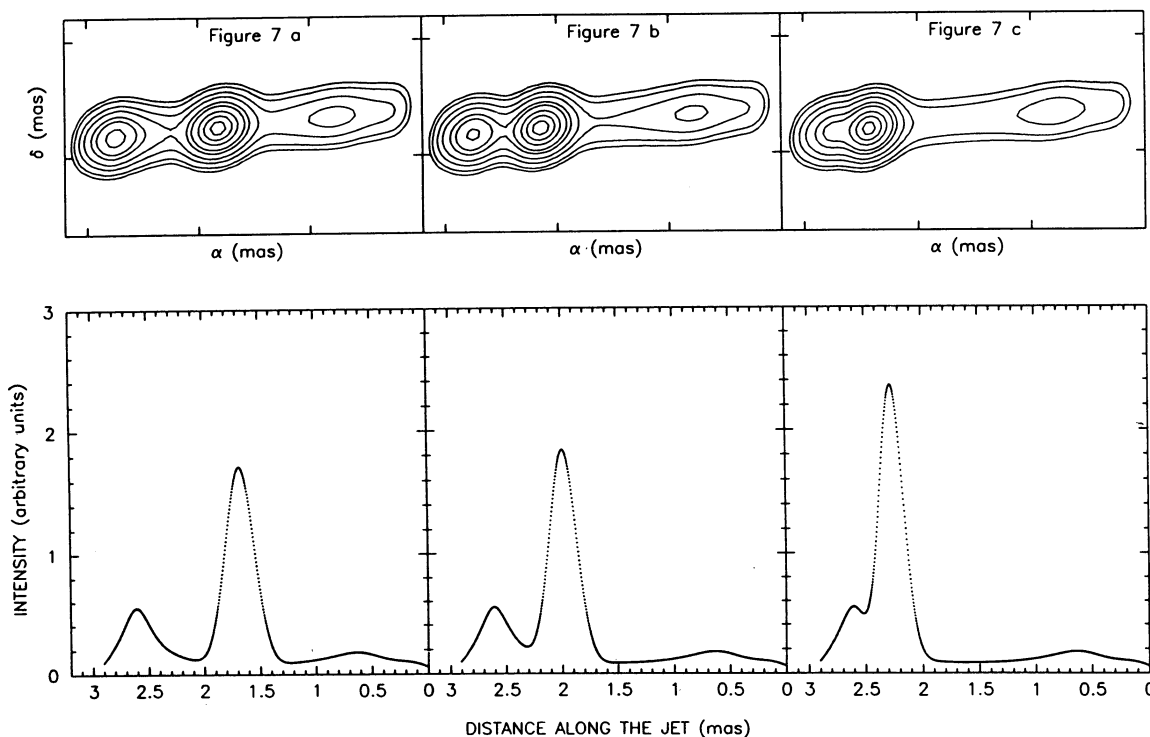 Figure 7 a
Figure 7 b
Figure 7 c
δ (mas)
α (mas)
α (mas)
α (mas)
INTENSITY (arbitrary units)
3
2
1
0
3 2.5 2 1.5 1 .5 0
3 2.5 2 1.5 1 .5 0
3 2.5 2 1.5 1 0.5 0
DISTANCE ALONG THE JET (mas)